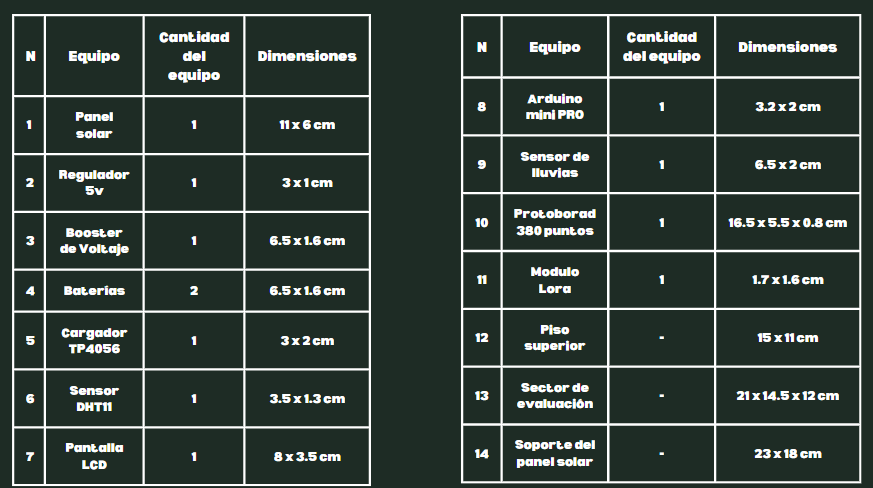 N Equipo Cantidad del equipo Dimensiones
1 Panel solar 1 11 x 6 cm
2 Regulador 5v 1 3 x 1 cm
3 Booster de Voltaje 1 6.5 x 1.6 cm
4 Baterías 2 6.5 x 1.6 cm
5 Cargador TP4056 1 3 x 2 cm
6 Sensor DHT11 1 3.5 x 1.3 cm
7 Pantalla LCD 1 8 x 3.5 cm
N Equipo Cantidad del equipo Dimensiones
8 Arduino mini PRO 1 3.2 x 2 cm
9 Sensor de lluvias 1 6.5 x 2 cm
10 Protoborad 380 puntos 1 16.5 x 5.5 x 0.8 cm
11 Modulo Lora 1 1.7 x 1.6 cm
12 Piso superior - 15 x 11 cm
13 Sector de evaluación - 21 x 14.5 x 12 cm
14 Soporte del panel solar - 23 x 18 cm